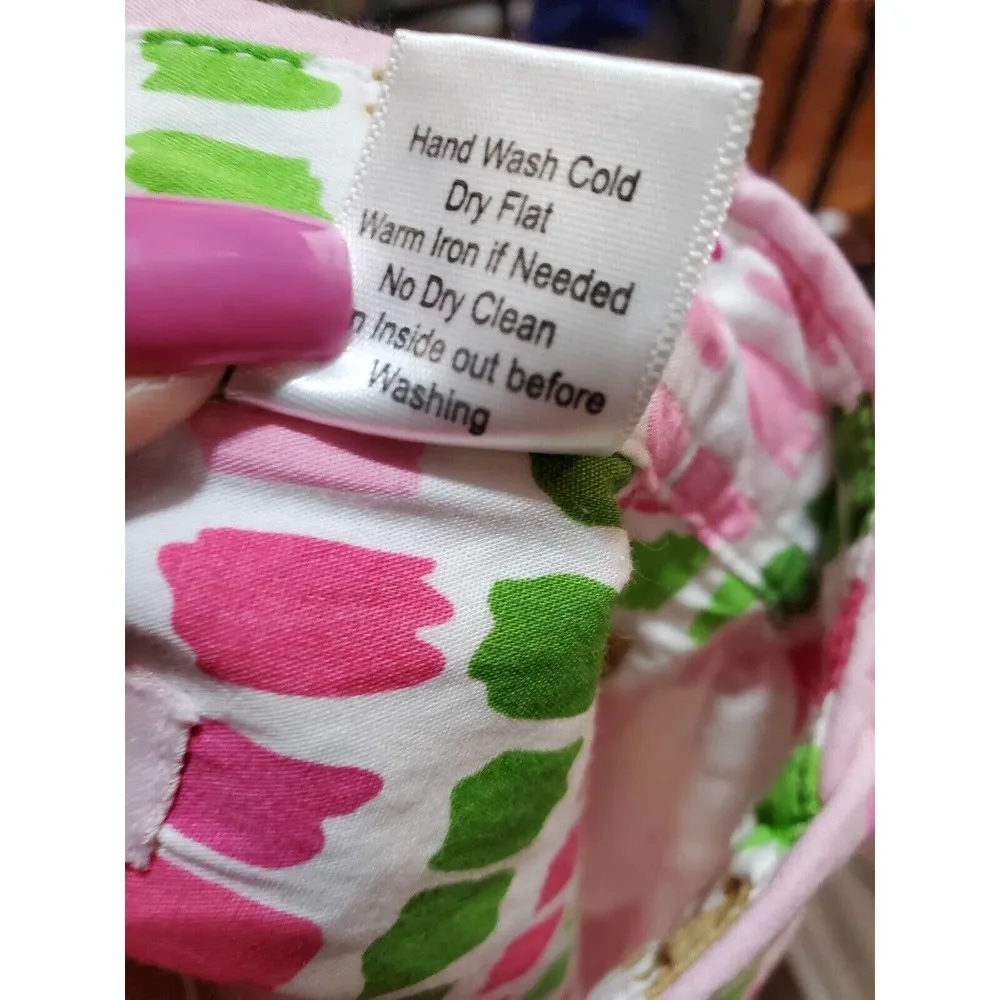 Hand Wash Cold
Dry Flat
Warm Iron if Needed
No Dry Clean
n Inside out before
Washing